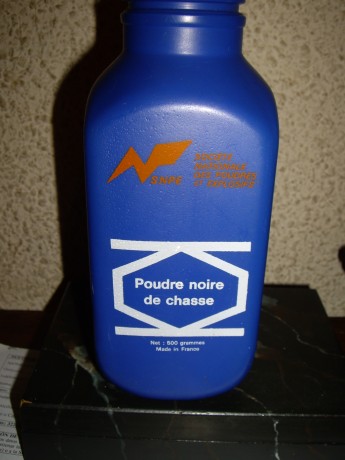 SNPE
SOCIÉTÉ
NATIONALE
DES POUDRES
ET EXPLOSIFS
Poudre noire
de chasse
Net : 500 grammes
Made in France